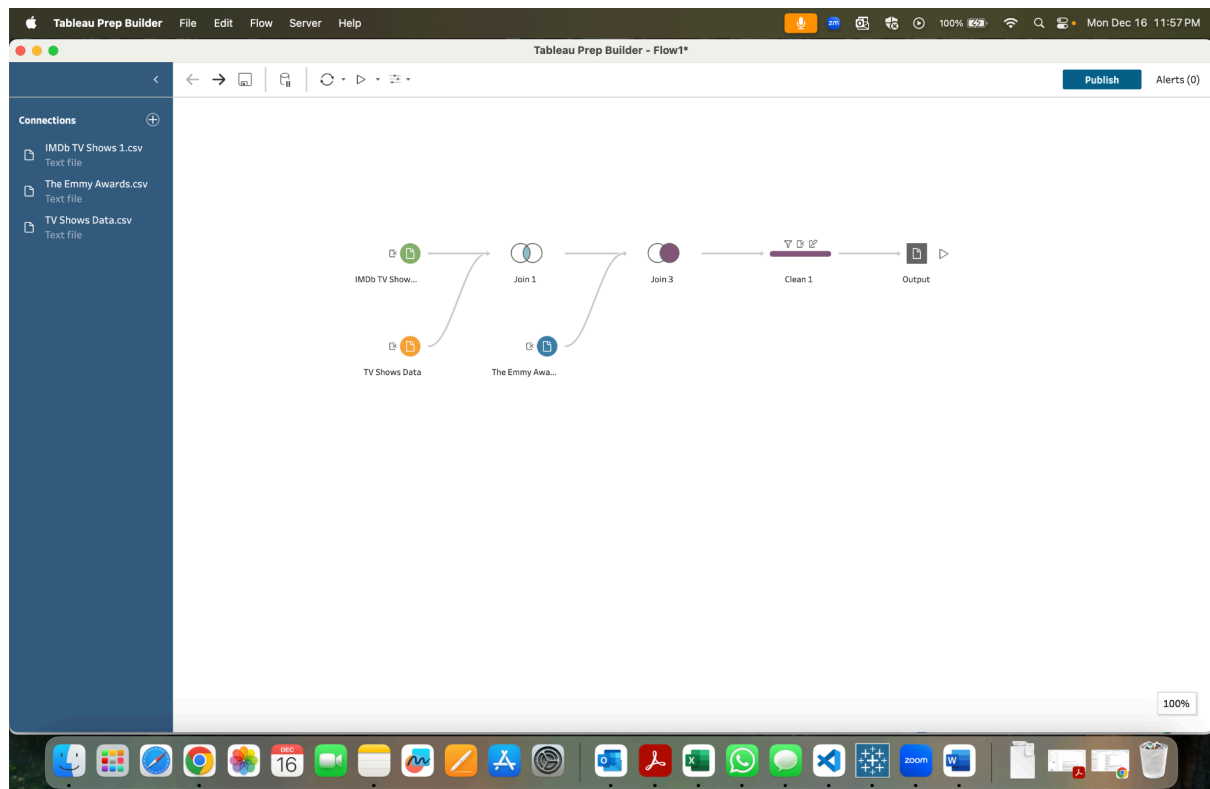 Tableau Prep Builder File Edit Flow Server Help zm 100% Mon Dec 16 11:57 PM
Tableau Prep Builder - Flow1*
Publish Alerts (0)
Connections
IMDb TV Shows 1.csv
Text file
The Emmy Awards.csv
Text file
TV Shows Data.csv
Text file
IMDb TV Show... Join 1 Join 3 Clean 1 Output
TV Shows Data The Emmy Awa...
100%
DEC
16
zoom